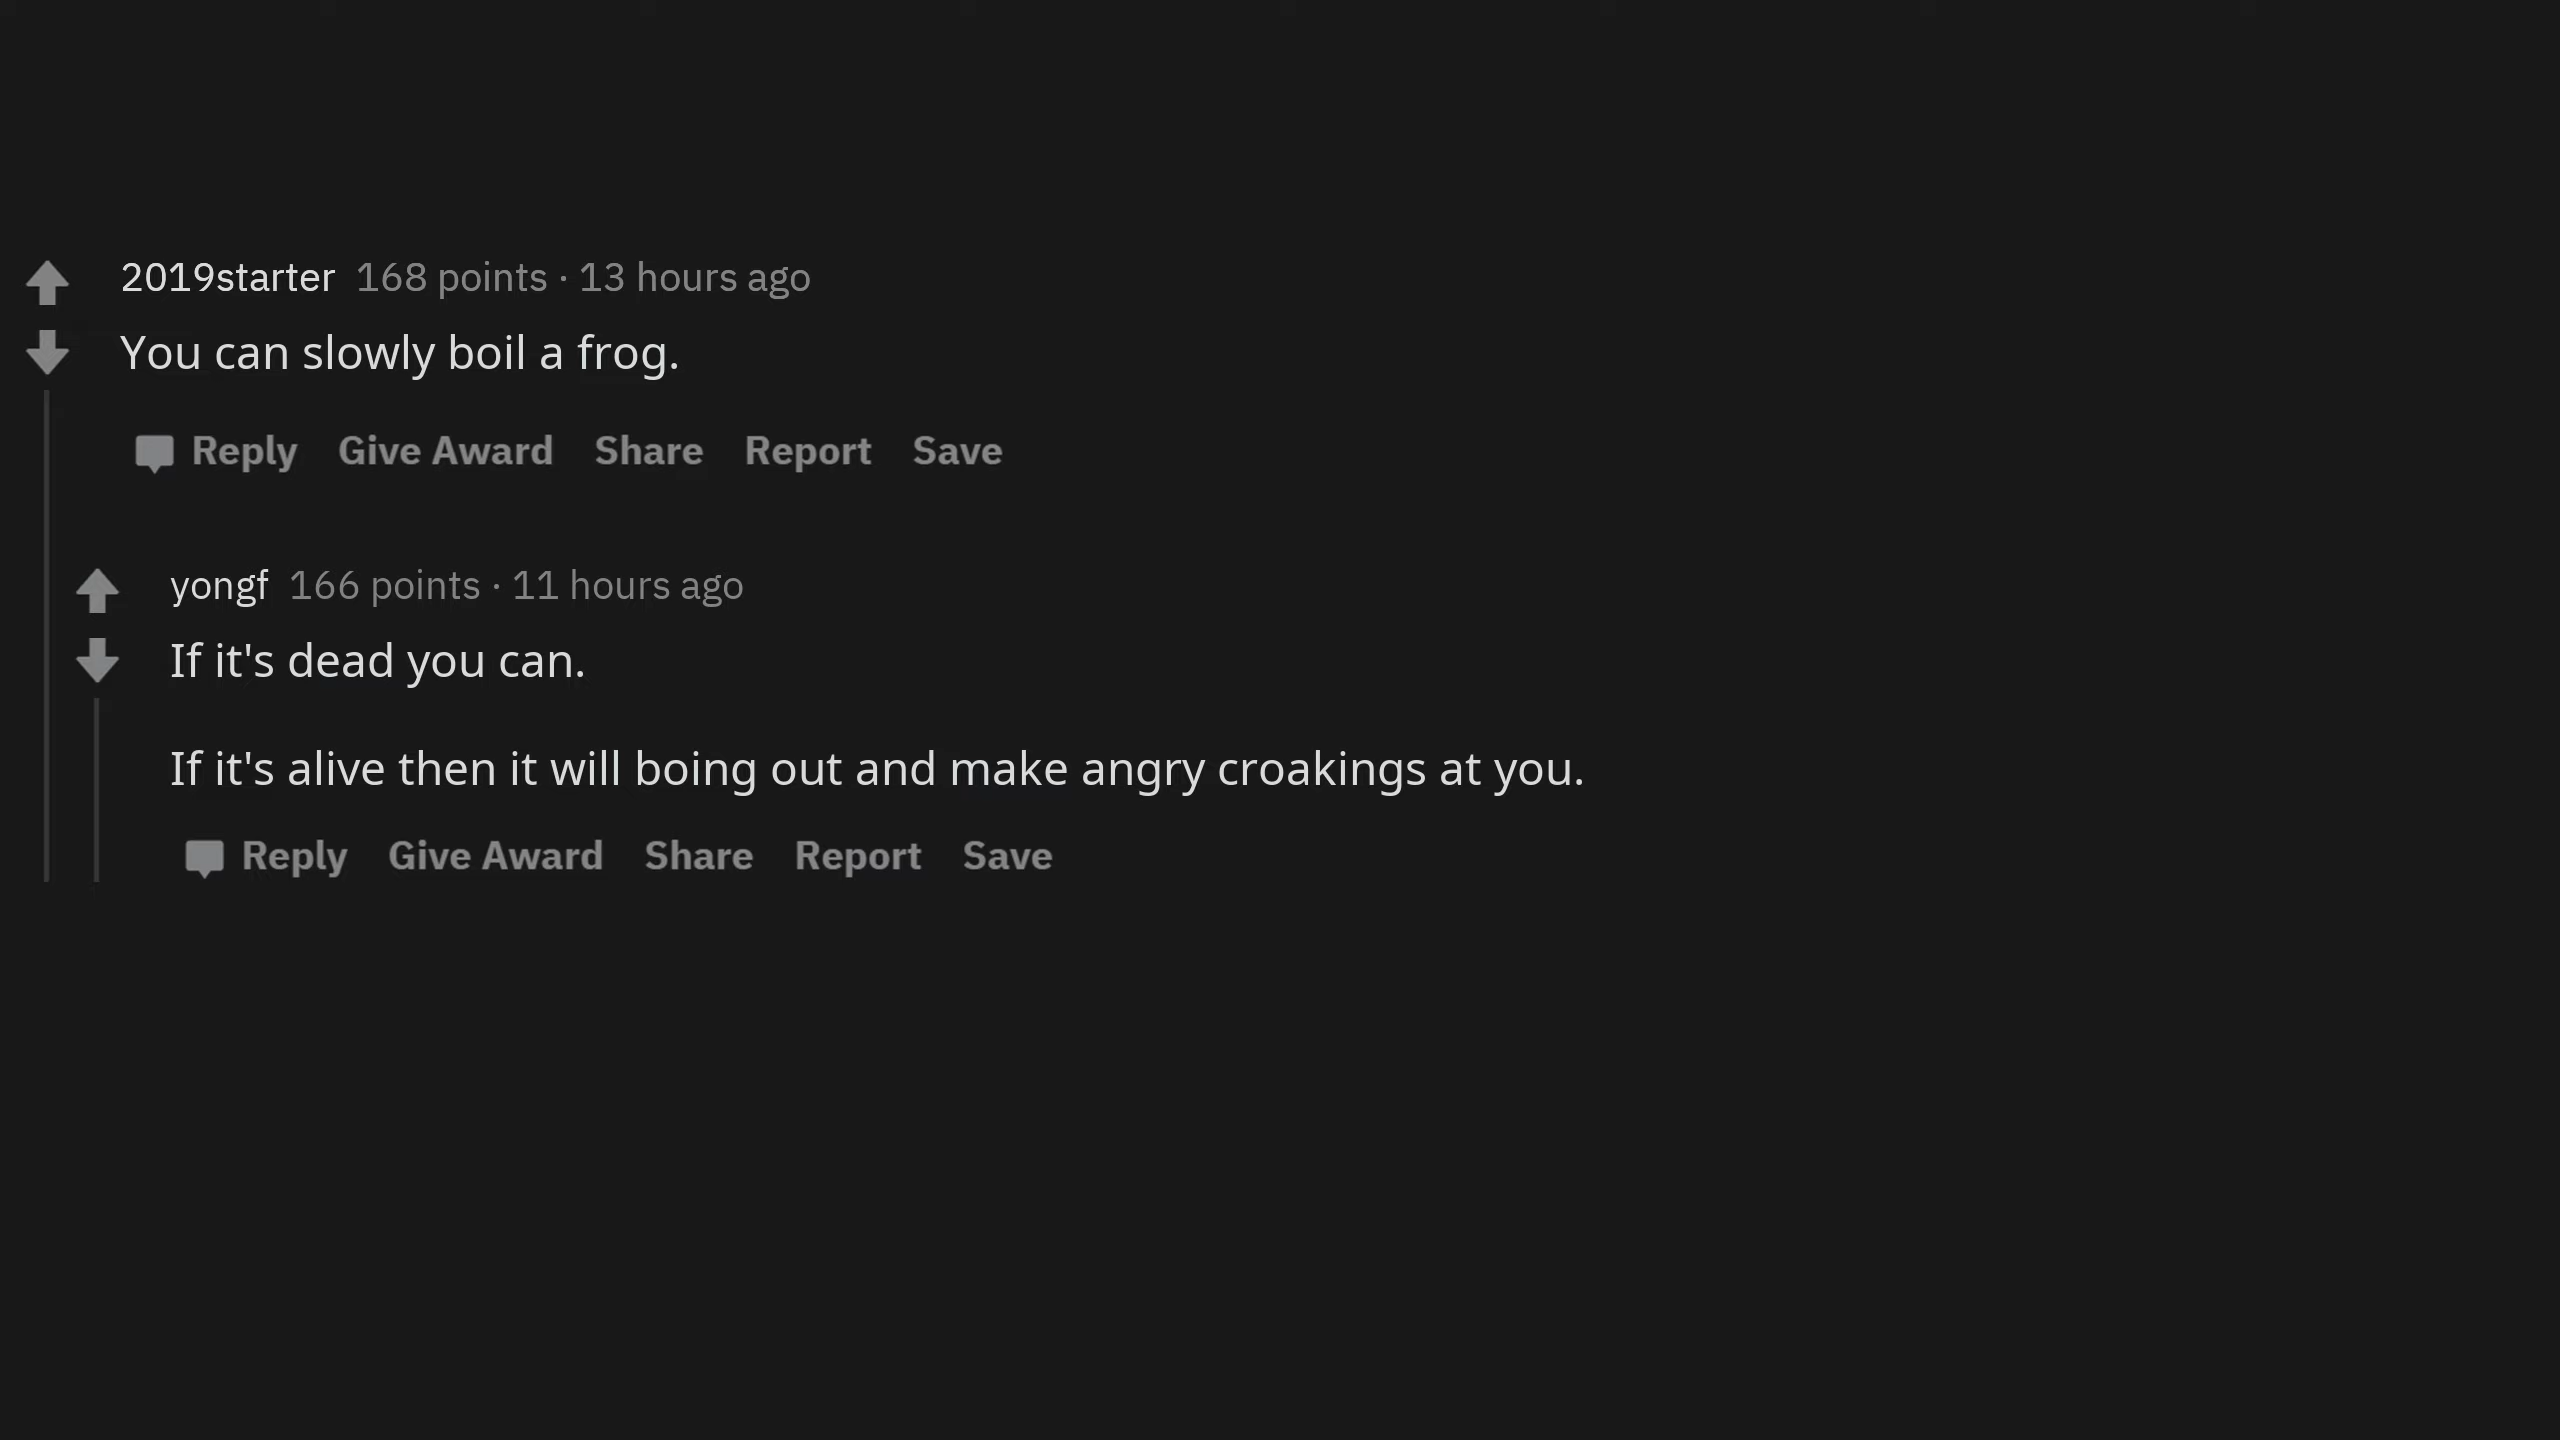 2019starter 168 points · 13 hours ago
You can slowly boil a frog.
Reply Give Award Share Report Save
yongf 166 points · 11 hours ago
If it's dead you can.
If it's alive then it will boing out and make angry croakings at you.
Reply Give Award Share Report Save